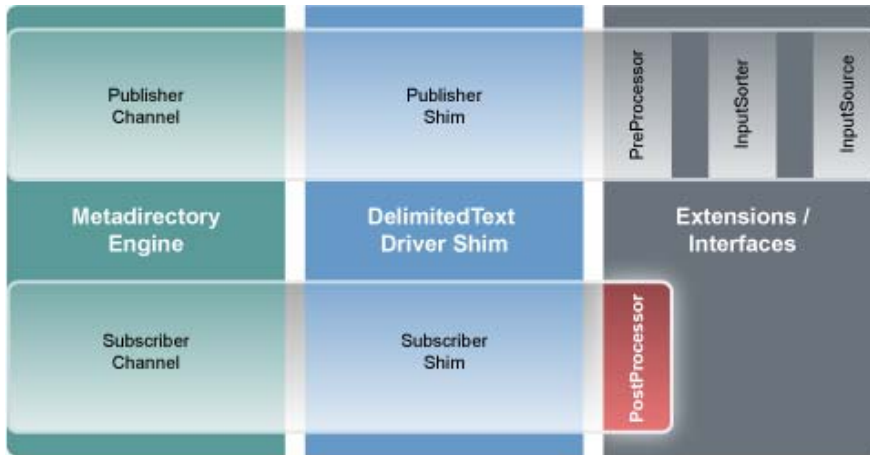 Publisher
Channel
Publisher
Shim
PreProcessor
InputSorter
InputSource
Metadirectory
Engine
DelimitedText
Driver Shim
Extensions /
Interfaces
Subscriber
Channel
Subscriber
Shim
PostProcessor